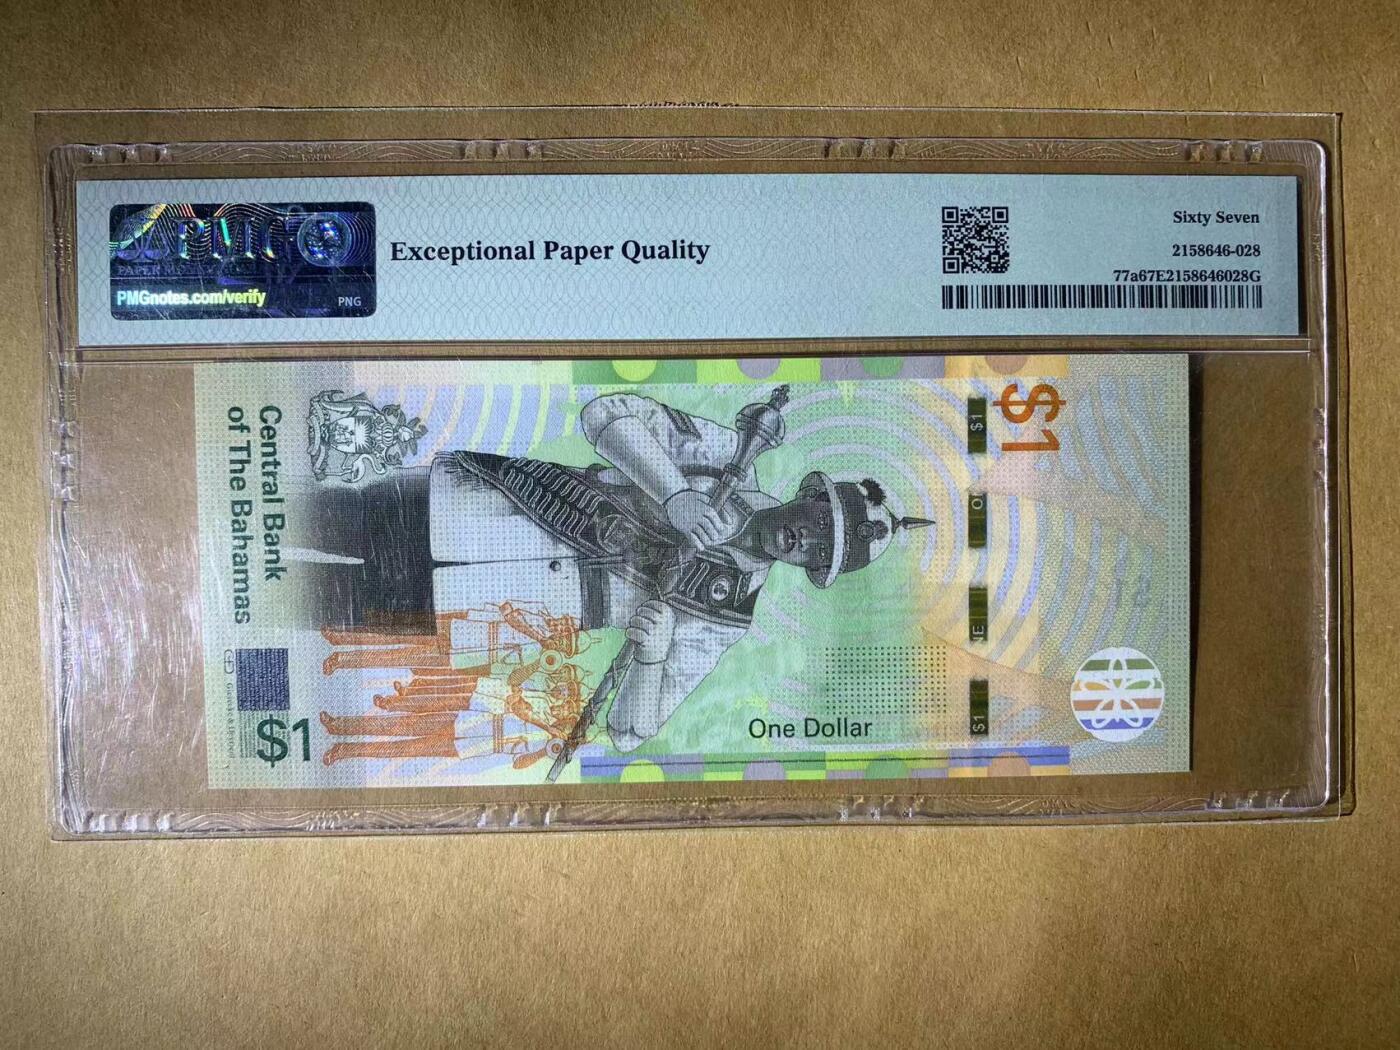 PMG
PAPER M
PMGnotes.com/verify
PNG
Exceptional Paper Quality
Sixty Seven
2158646-028
77a67E2158646028G
Central Bank
of The Bahamas
$1
$1
$1
$1
One Dollar